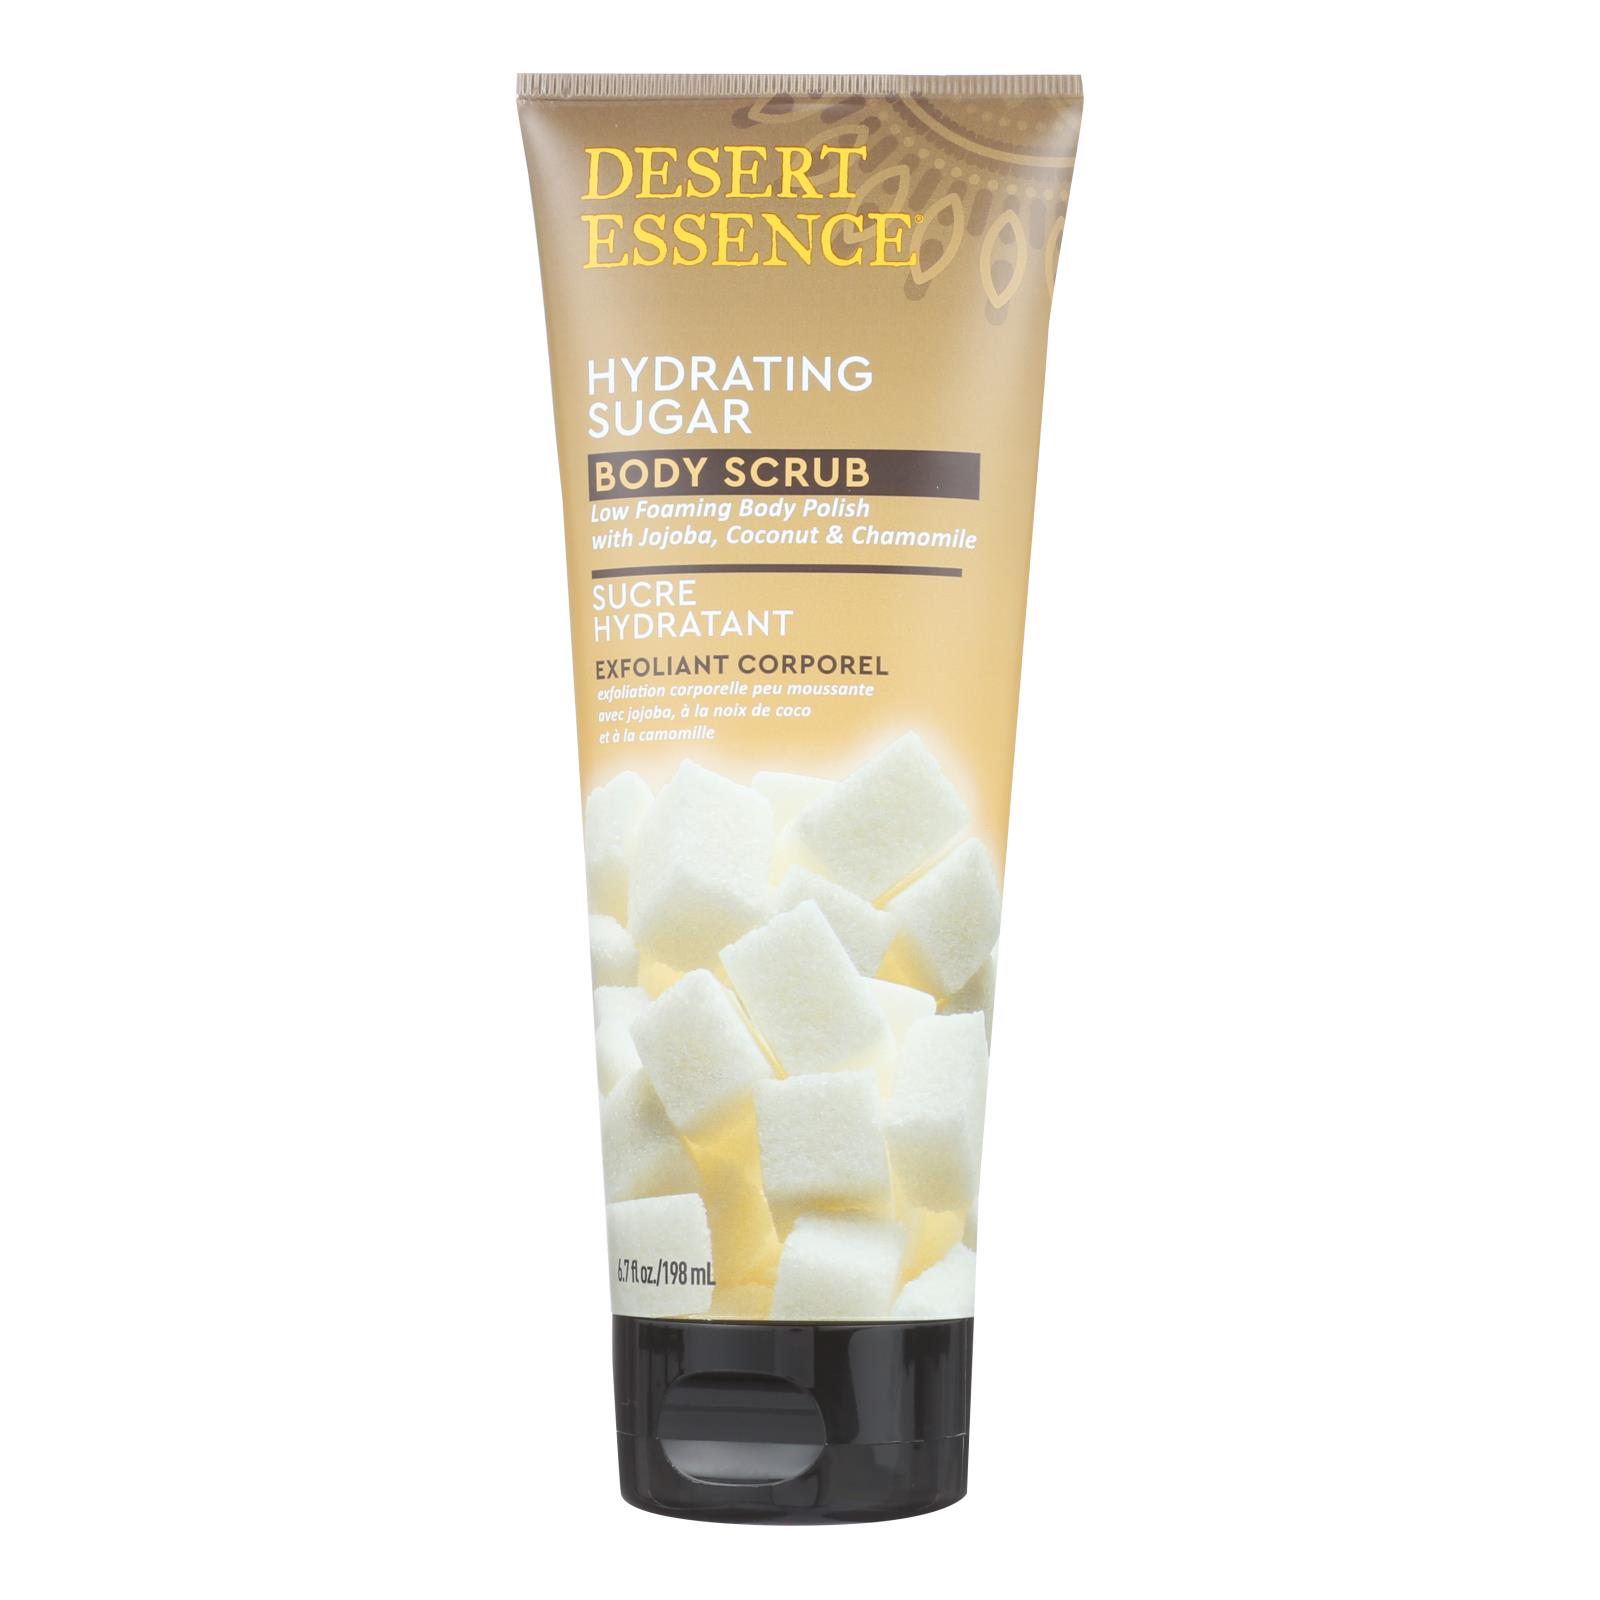 DESERT
ESSENCE®
HYDRATING
SUGAR
BODY SCRUB
Low Foaming Body Polish
with Jojoba, Coconut & Chamomile
SUCRE
HYDRATANT
EXFOLIANT CORPOREL
exfoliation corporelle peu moussante
avec jojoba, à la noix de coco
et à la camomille
6.7 fl oz./198 mL